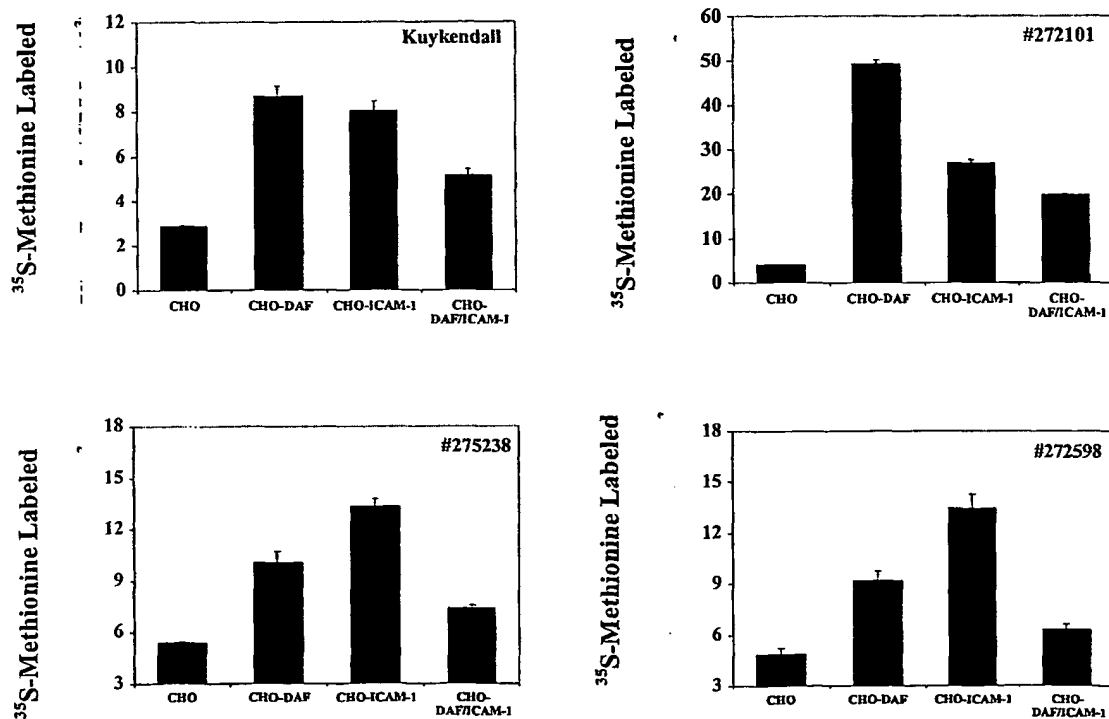 ³⁵S-Methionine Labeled
12
10
8
6
4
2
0
Kuykendall
CHO
CHO-DAF
CHO-ICAM-1
CHO-
DAF/ICAM-1
³⁵S-Methionine Labeled
60
50
40
30
20
10
0
#272101
CHO
CHO-DAF
CHO-ICAM-1
CHO-
DAF/ICAM-1
³⁵S-Methionine Labeled
18
15
12
9
6
3
#275238
CHO
CHO-DAF
CHO-ICAM-1
CHO-
DAF/ICAM-1
³⁵S-Methionine Labeled
18
15
12
9
6
3
#272598
CHO
CHO-DAF
CHO-ICAM-1
CHO-
DAF/ICAM-1